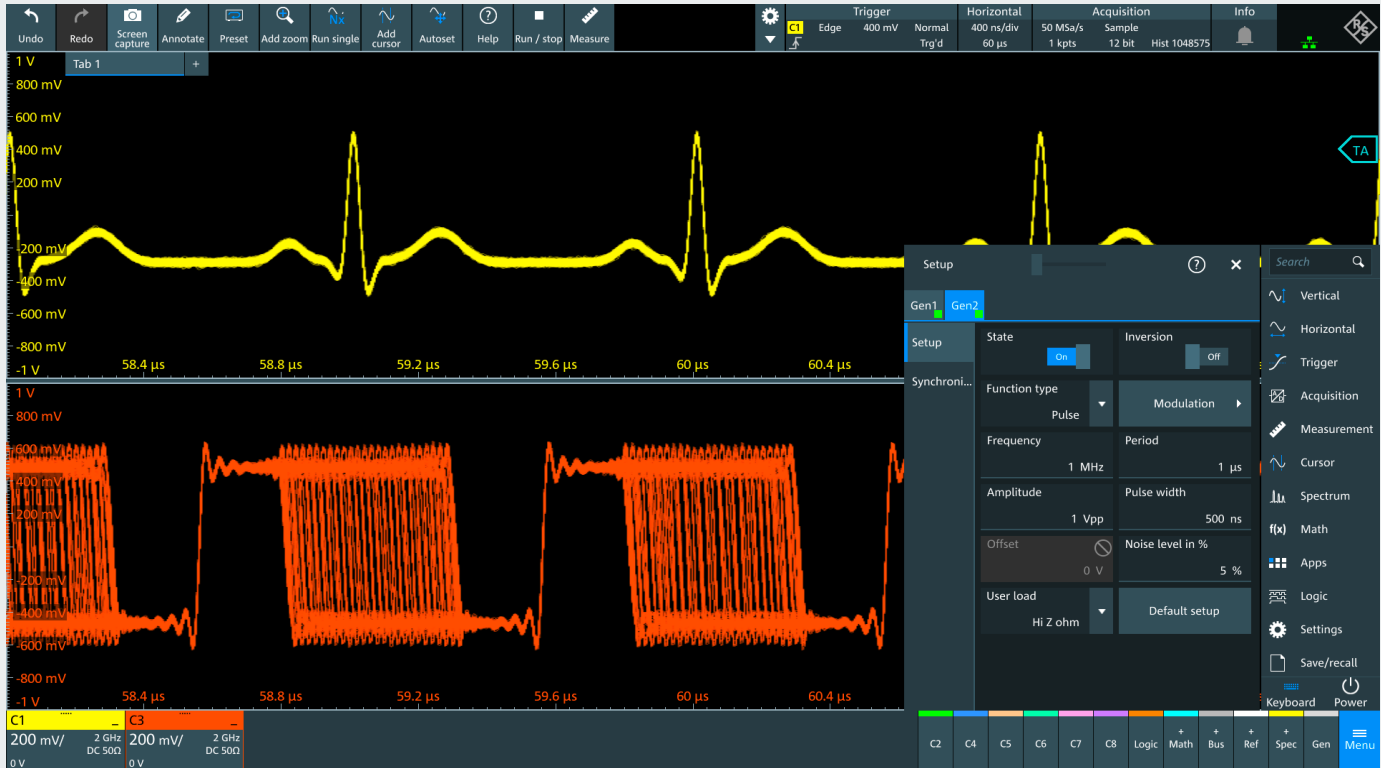 Undo
Redo
Screen capture
Annotate
Preset
Add zoom
Run single
Add cursor
Autoset
Help
Run / stop
Measure
C1
Trigger
Edge 400 mV Normal
Trg'd
Horizontal
400 ns/div
60 µs
Acquisition
50 MSa/s Sample
1 kpts 12 bit Hist 1048575
Info
R&S
Tab 1 +
1 V
800 mV
600 mV
400 mV
200 mV
-200 mV
-400 mV
-600 mV
-800 mV
-1 V
58.4 µs 58.8 µs 59.2 µs 59.6 µs 60 µs 60.4 µs
TA
1 V
800 mV
600 mV
400 mV
200 mV
-200 mV
-400 mV
-600 mV
-800 mV
-1 V
58.4 µs 58.8 µs 59.2 µs 59.6 µs 60 µs 60.4 µs
Setup
Gen1 Gen2
Setup
Synchroni...
State
On
Inversion
Off
Function type
Pulse
Modulation
Frequency
1 MHz
Period
1 µs
Amplitude
1 Vpp
Pulse width
500 ns
Offset
0 V
Noise level in %
5 %
User load
Hi Z ohm
Default setup
Search
Vertical
Horizontal
Trigger
Acquisition
Measurement
Cursor
Spectrum
f(x) Math
Apps
Logic
Settings
Save/recall
Keyboard Power
C1
200 mV/ 2 GHz
DC 50Ω
0 V
C3
200 mV/ 2 GHz
DC 50Ω
0 V
C2 C4 C5 C6 C7 C8 Logic + Math + Bus + Ref + Spec Gen Menu